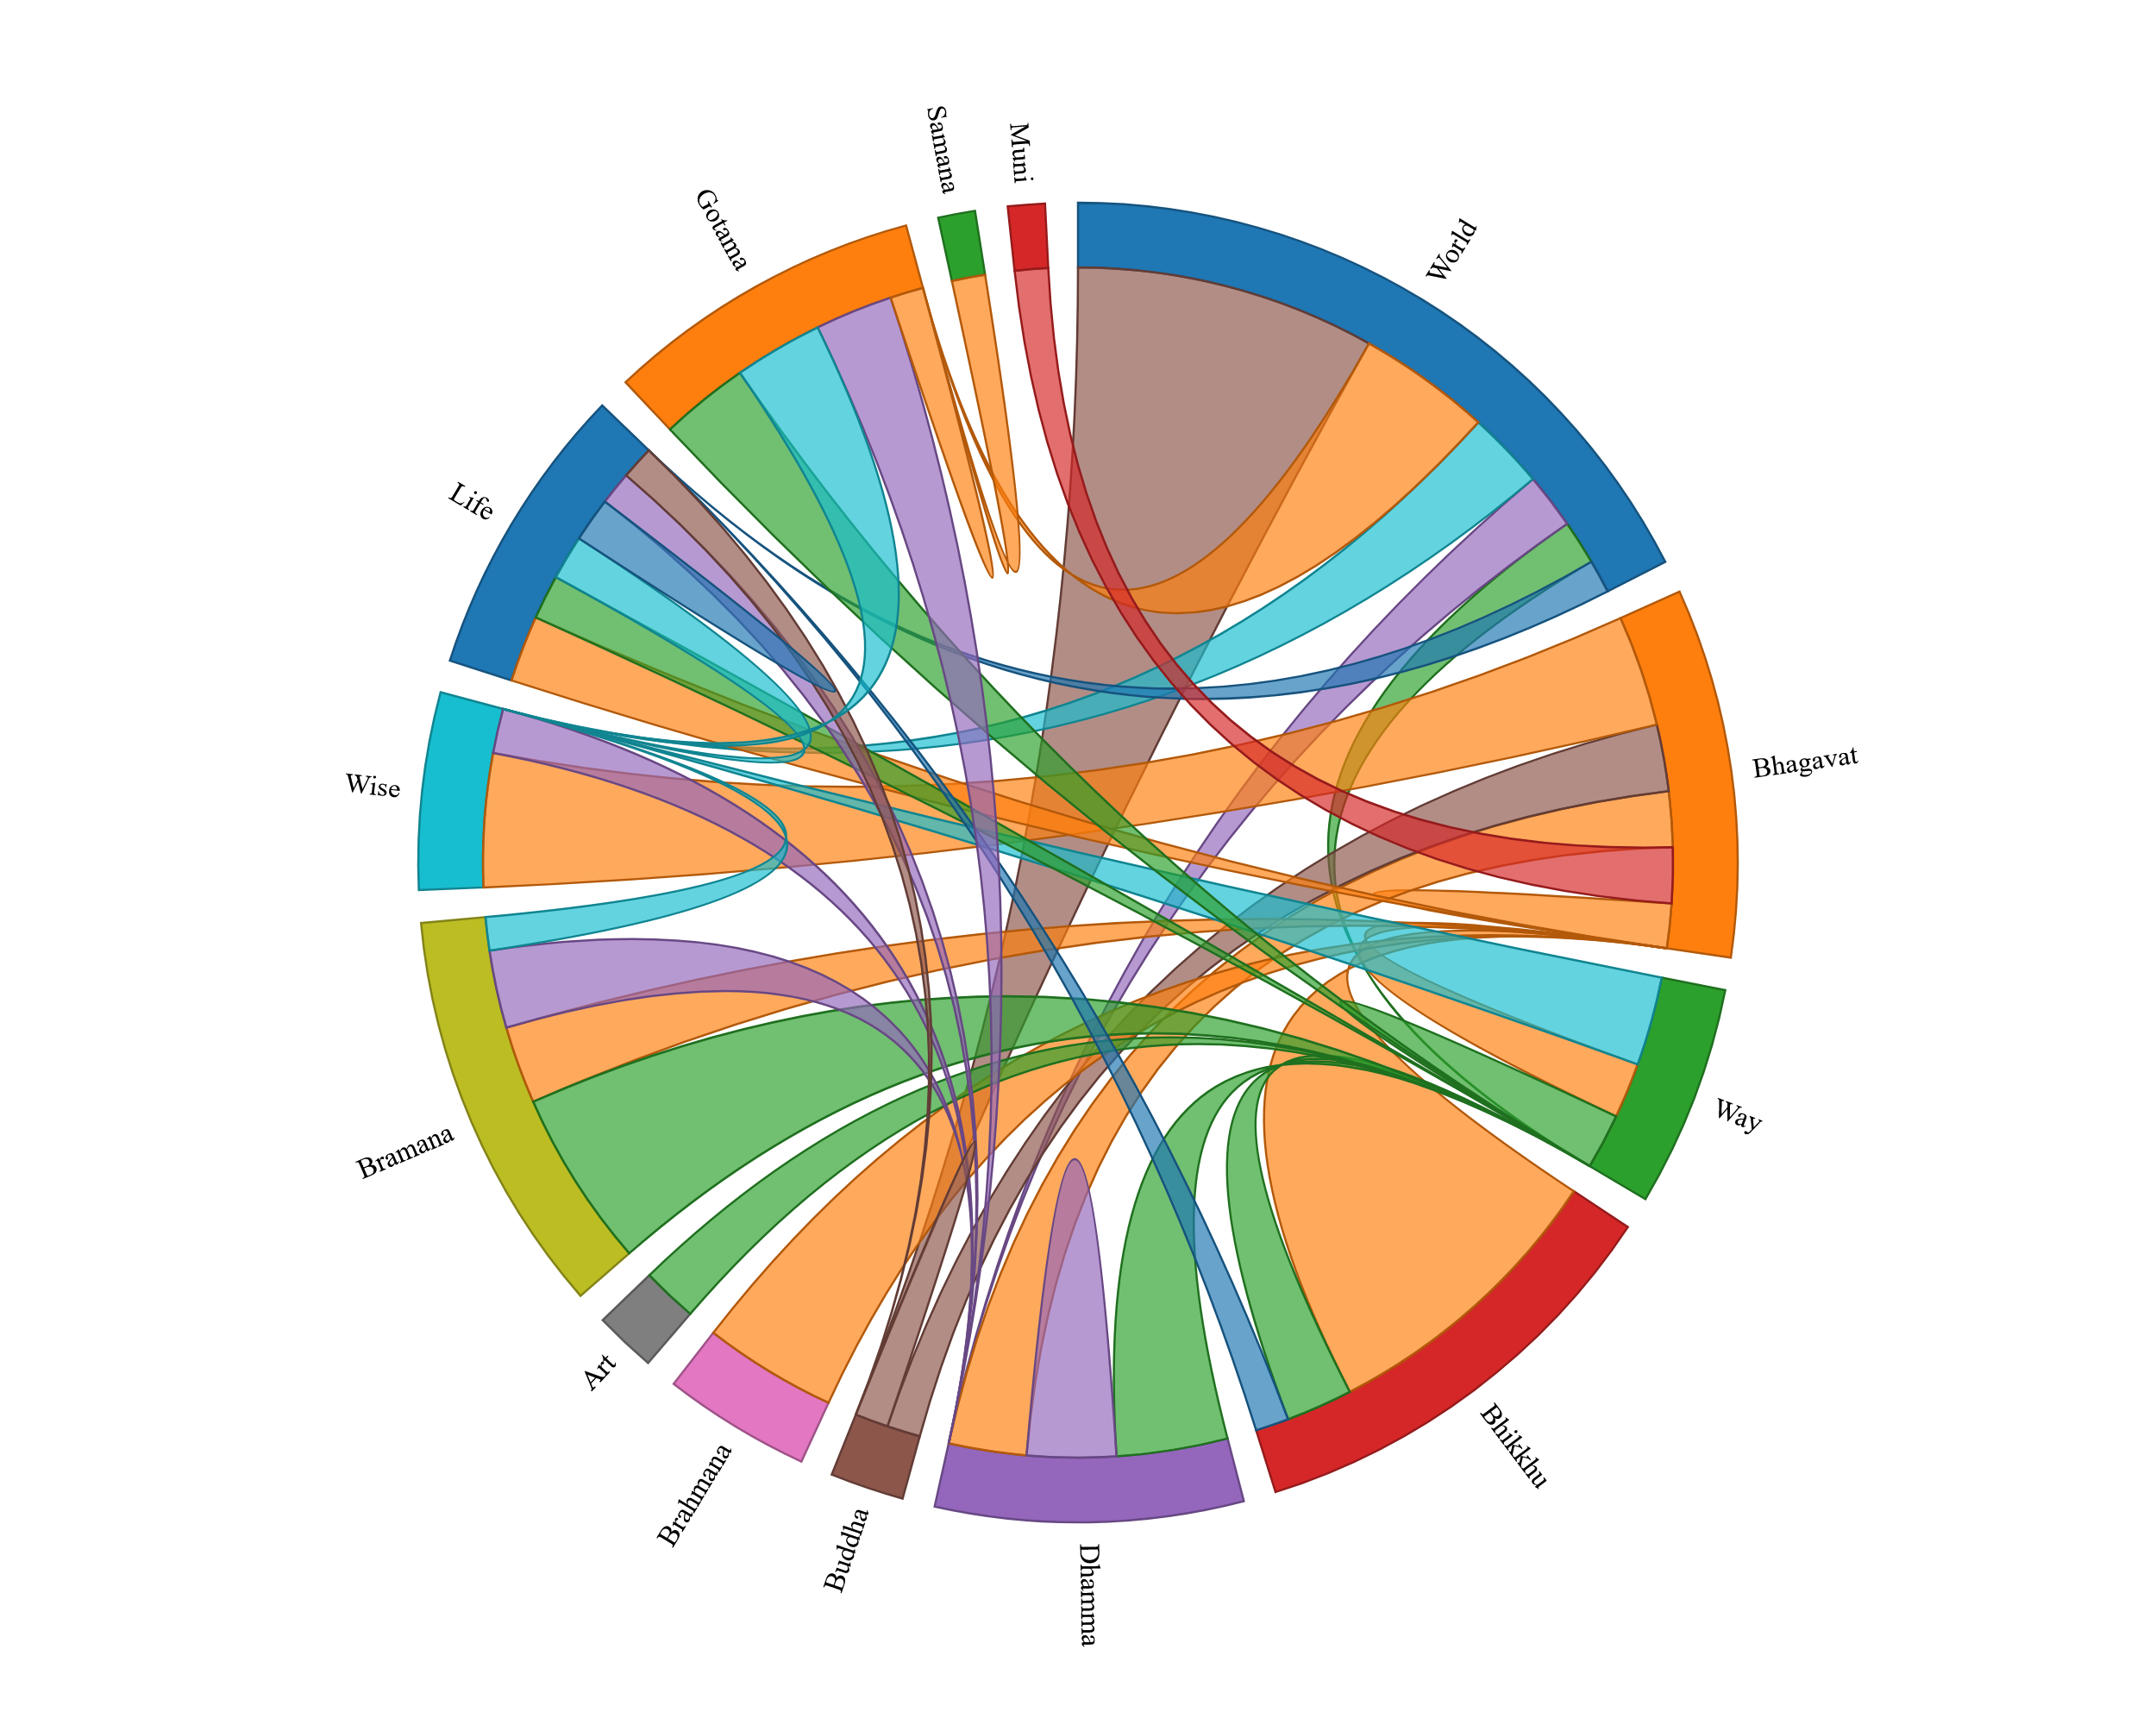 World
Bhagavat
Way
Bhikkhu
Dhamma
Buddha
Brahmana
Art
Bramana
Wise
Life
Gotama
Samana
Muni